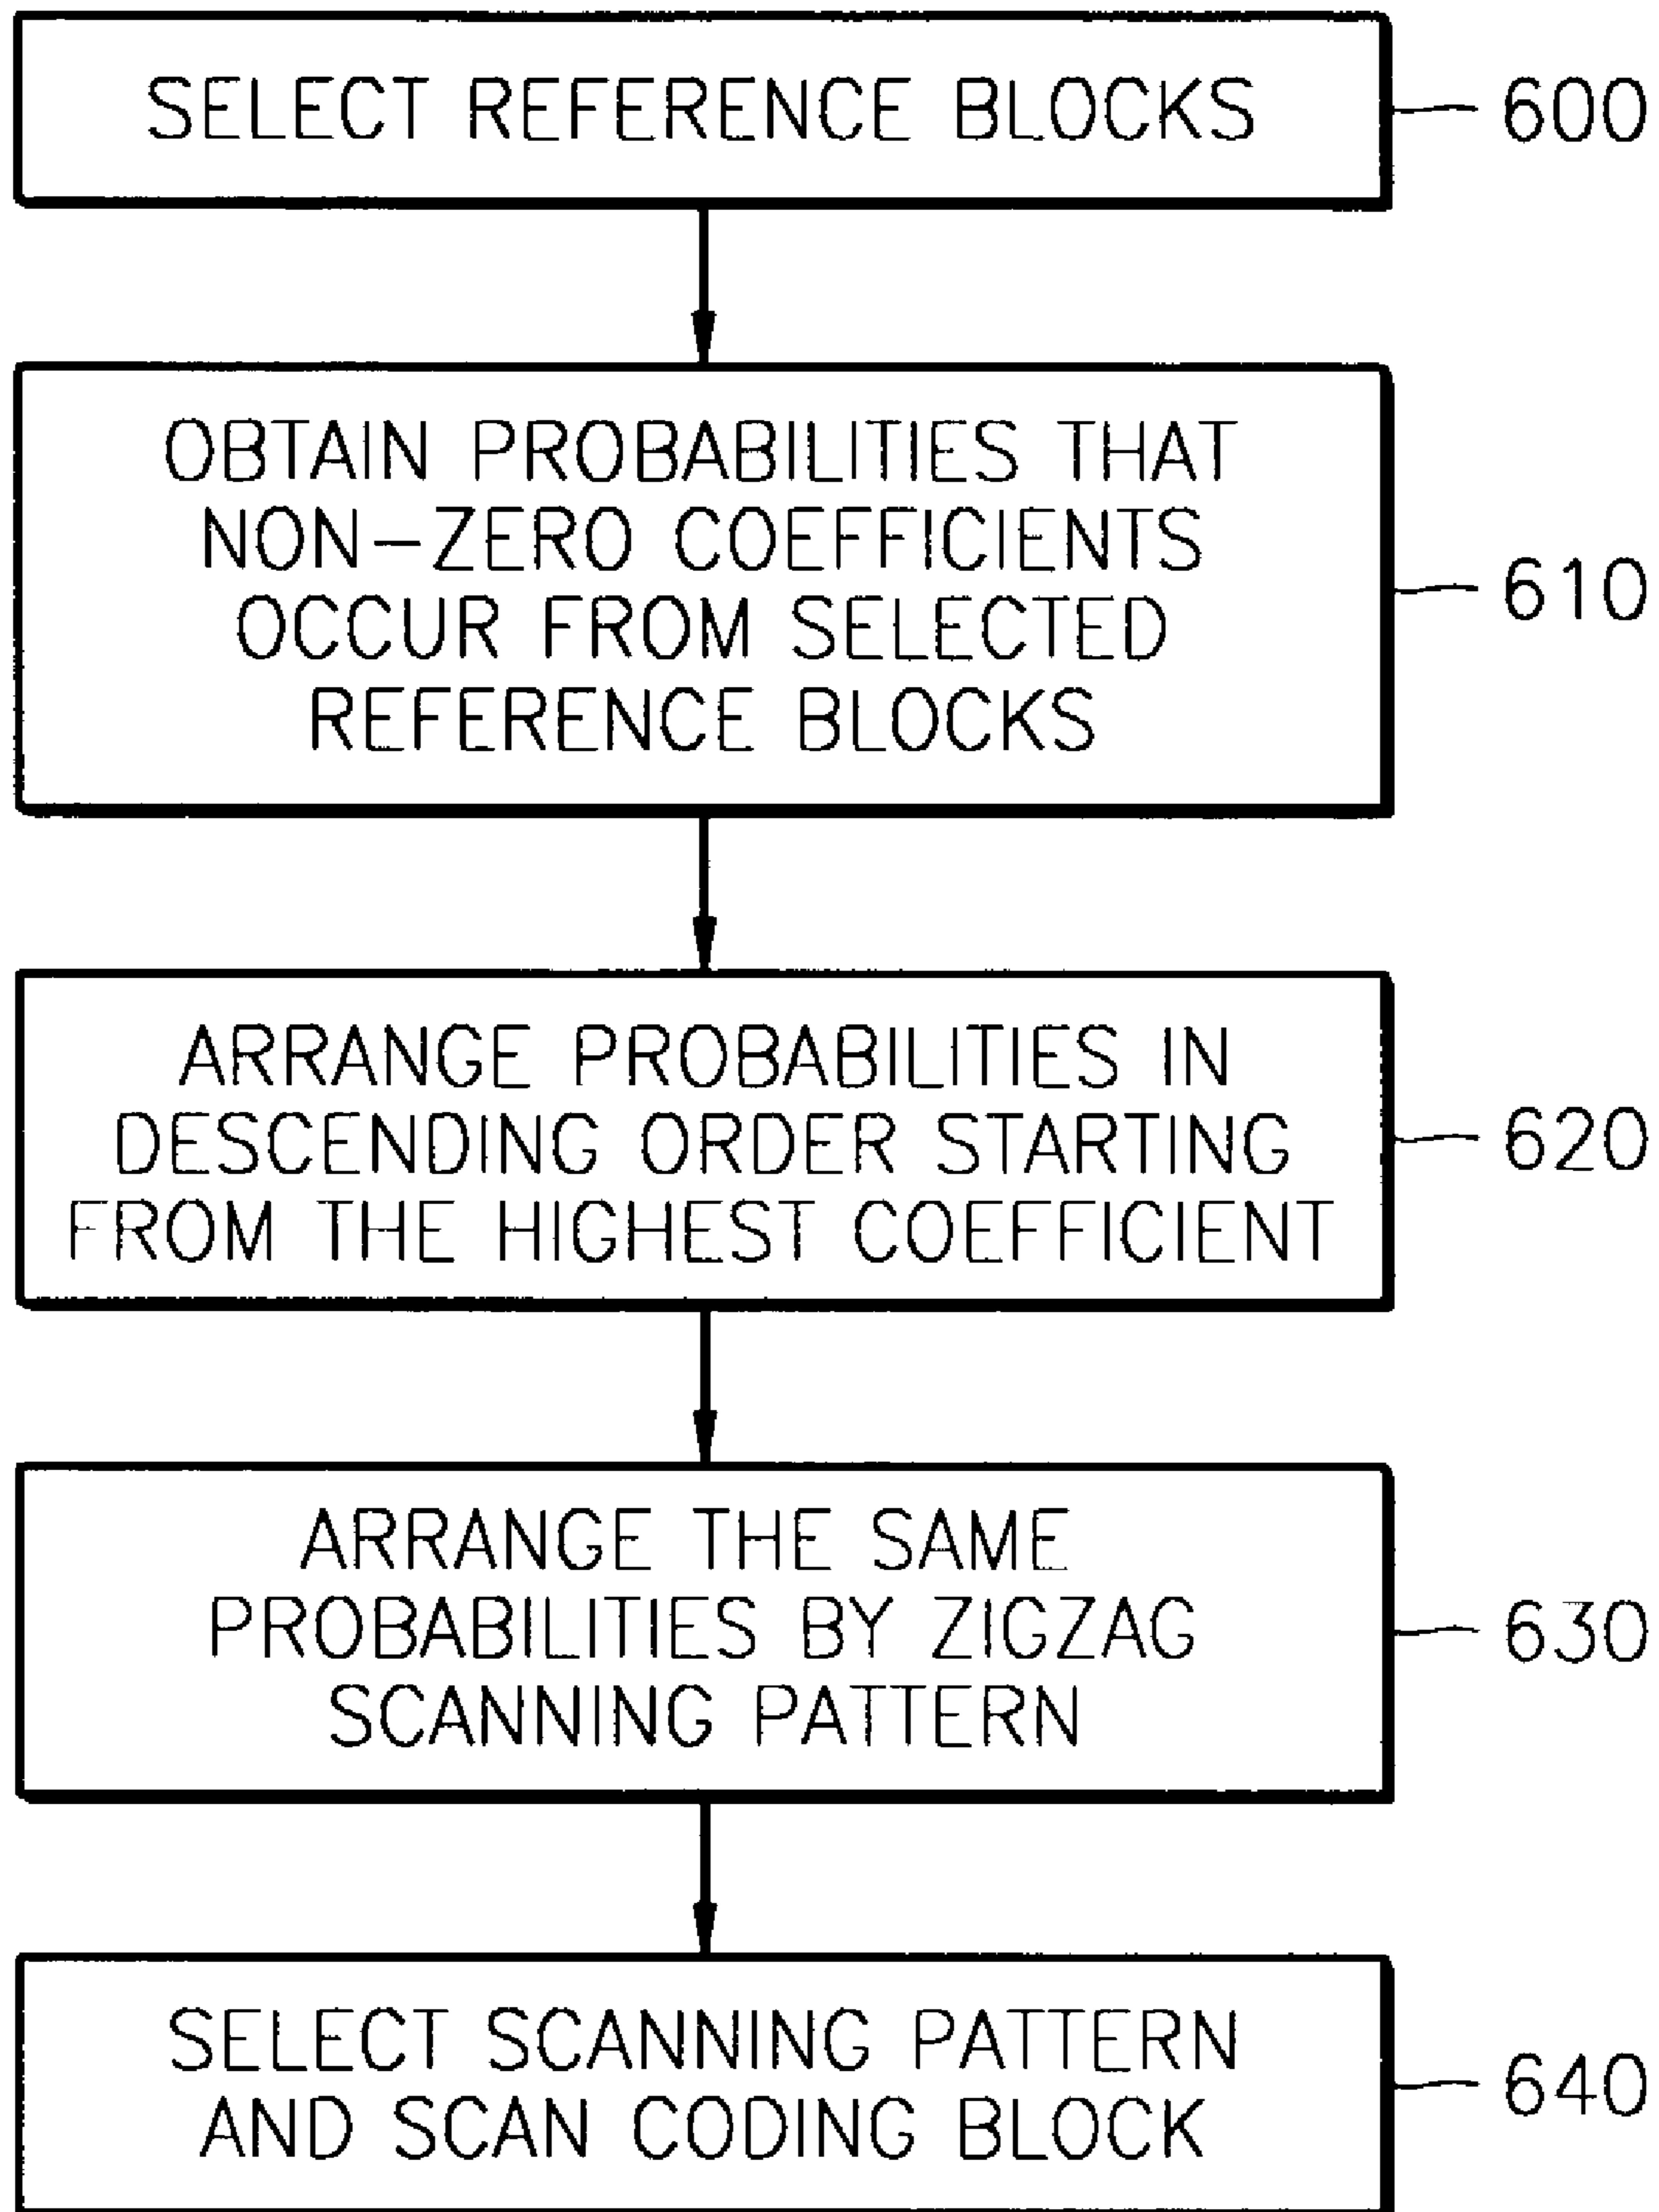 SELECT REFERENCE BLOCKS
600
OBTAIN PROBABILITIES THAT
NON-ZERO COEFFICIENTS
OCCUR FROM SELECTED
REFERENCE BLOCKS
610
ARRANGE PROBABILITIES IN
DESCENDING ORDER STARTING
FROM THE HIGHEST COEFFICIENT
620
ARRANGE THE SAME
PROBABILITIES BY ZIGZAG
SCANNING PATTERN
630
SELECT SCANNING PATTERN
AND SCAN CODING BLOCK
640